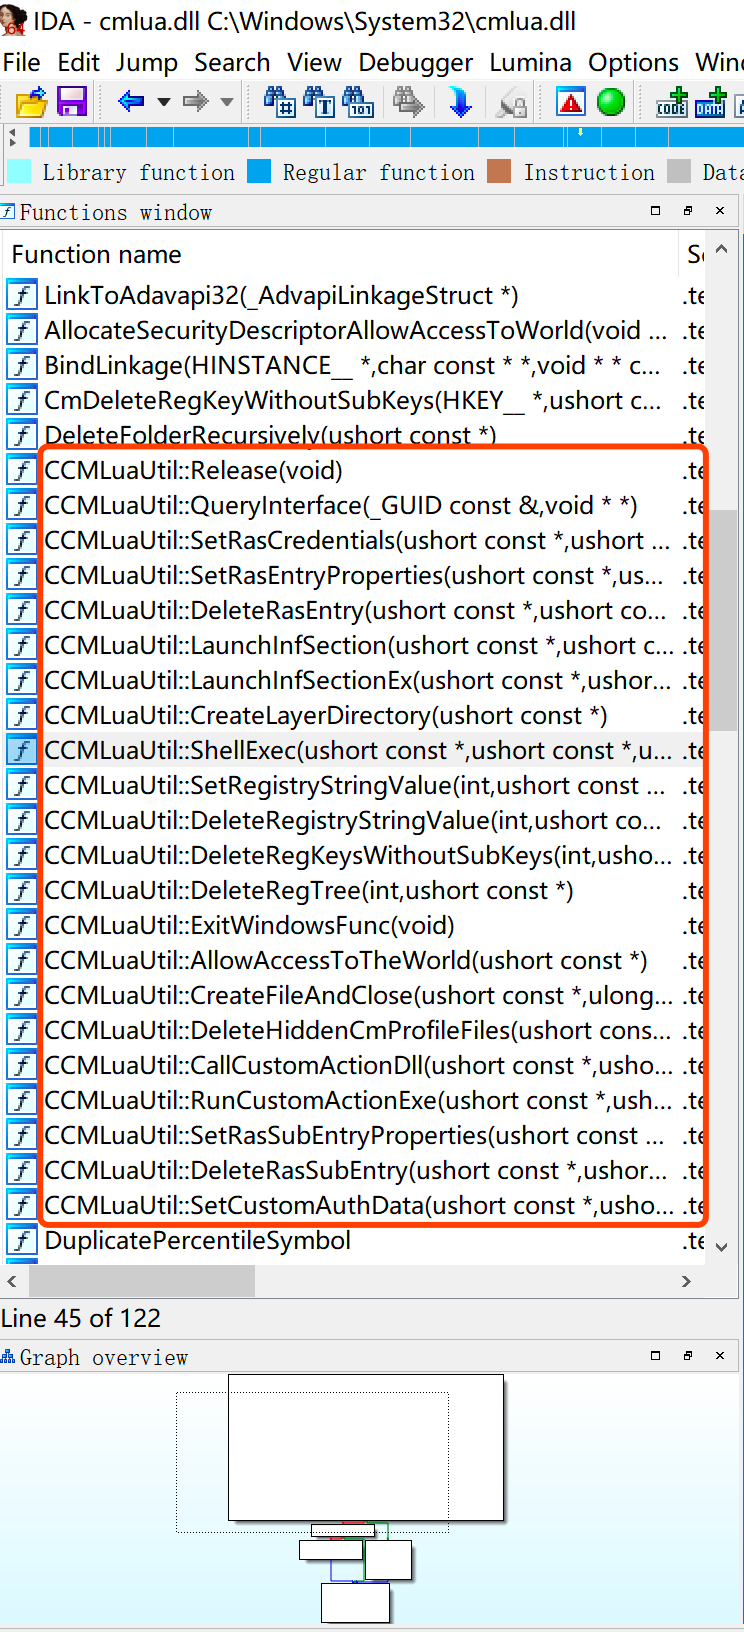 IDA - cmlua.dll C:\Windows\System32\cmlua.dll
File Edit Jump Search View Debugger Lumina Options Winc
Library function Regular function Instruction Data
Functions window
Function name Se
LinkToAdavapi32(_AdvapiLinkageStruct *) .te
AllocateSecurityDescriptorAllowAccessToWorld(void ... .te
BindLinkage(HINSTANCE__ *,char const * *,void * * c... .te
CmDeleteRegKeyWithoutSubKeys(HKEY__ *,ushort c... .te
DeleteFolderRecursively(ushort const *) .te
CCMLuaUtil::Release(void) .te
CCMLuaUtil::QueryInterface(_GUID const &,void * *) .te
CCMLuaUtil::SetRasCredentials(ushort const *,ushort ... .te
CCMLuaUtil::SetRasEntryProperties(ushort const *,us... .te
CCMLuaUtil::DeleteRasEntry(ushort const *,ushort co... .te
CCMLuaUtil::LaunchInfSection(ushort const *,ushort c... .te
CCMLuaUtil::LaunchInfSectionEx(ushort const *,ushor... .te
CCMLuaUtil::CreateLayerDirectory(ushort const *) .te
CCMLuaUtil::ShellExec(ushort const *,ushort const *,u... .te
CCMLuaUtil::SetRegistryStringValue(int,ushort const ... .te
CCMLuaUtil::DeleteRegistryStringValue(int,ushort co... .te
CCMLuaUtil::DeleteRegKeysWithoutSubKeys(int,usho... .te
CCMLuaUtil::DeleteRegTree(int,ushort const *) .te
CCMLuaUtil::ExitWindowsFunc(void) .te
CCMLuaUtil::AllowAccessToTheWorld(ushort const *) .te
CCMLuaUtil::CreateFileAndClose(ushort const *,ulong... .te
CCMLuaUtil::DeleteHiddenCmProfileFiles(ushort cons... .te
CCMLuaUtil::CallCustomActionDll(ushort const *,usho... .te
CCMLuaUtil::RunCustomActionExe(ushort const *,ush... .te
CCMLuaUtil::SetRasSubEntryProperties(ushort const ... .te
CCMLuaUtil::DeleteRasSubEntry(ushort const *,ushor... .te
CCMLuaUtil::SetCustomAuthData(ushort const *,usho... .te
DuplicatePercentileSymbol .te
Line 45 of 122
Graph overview